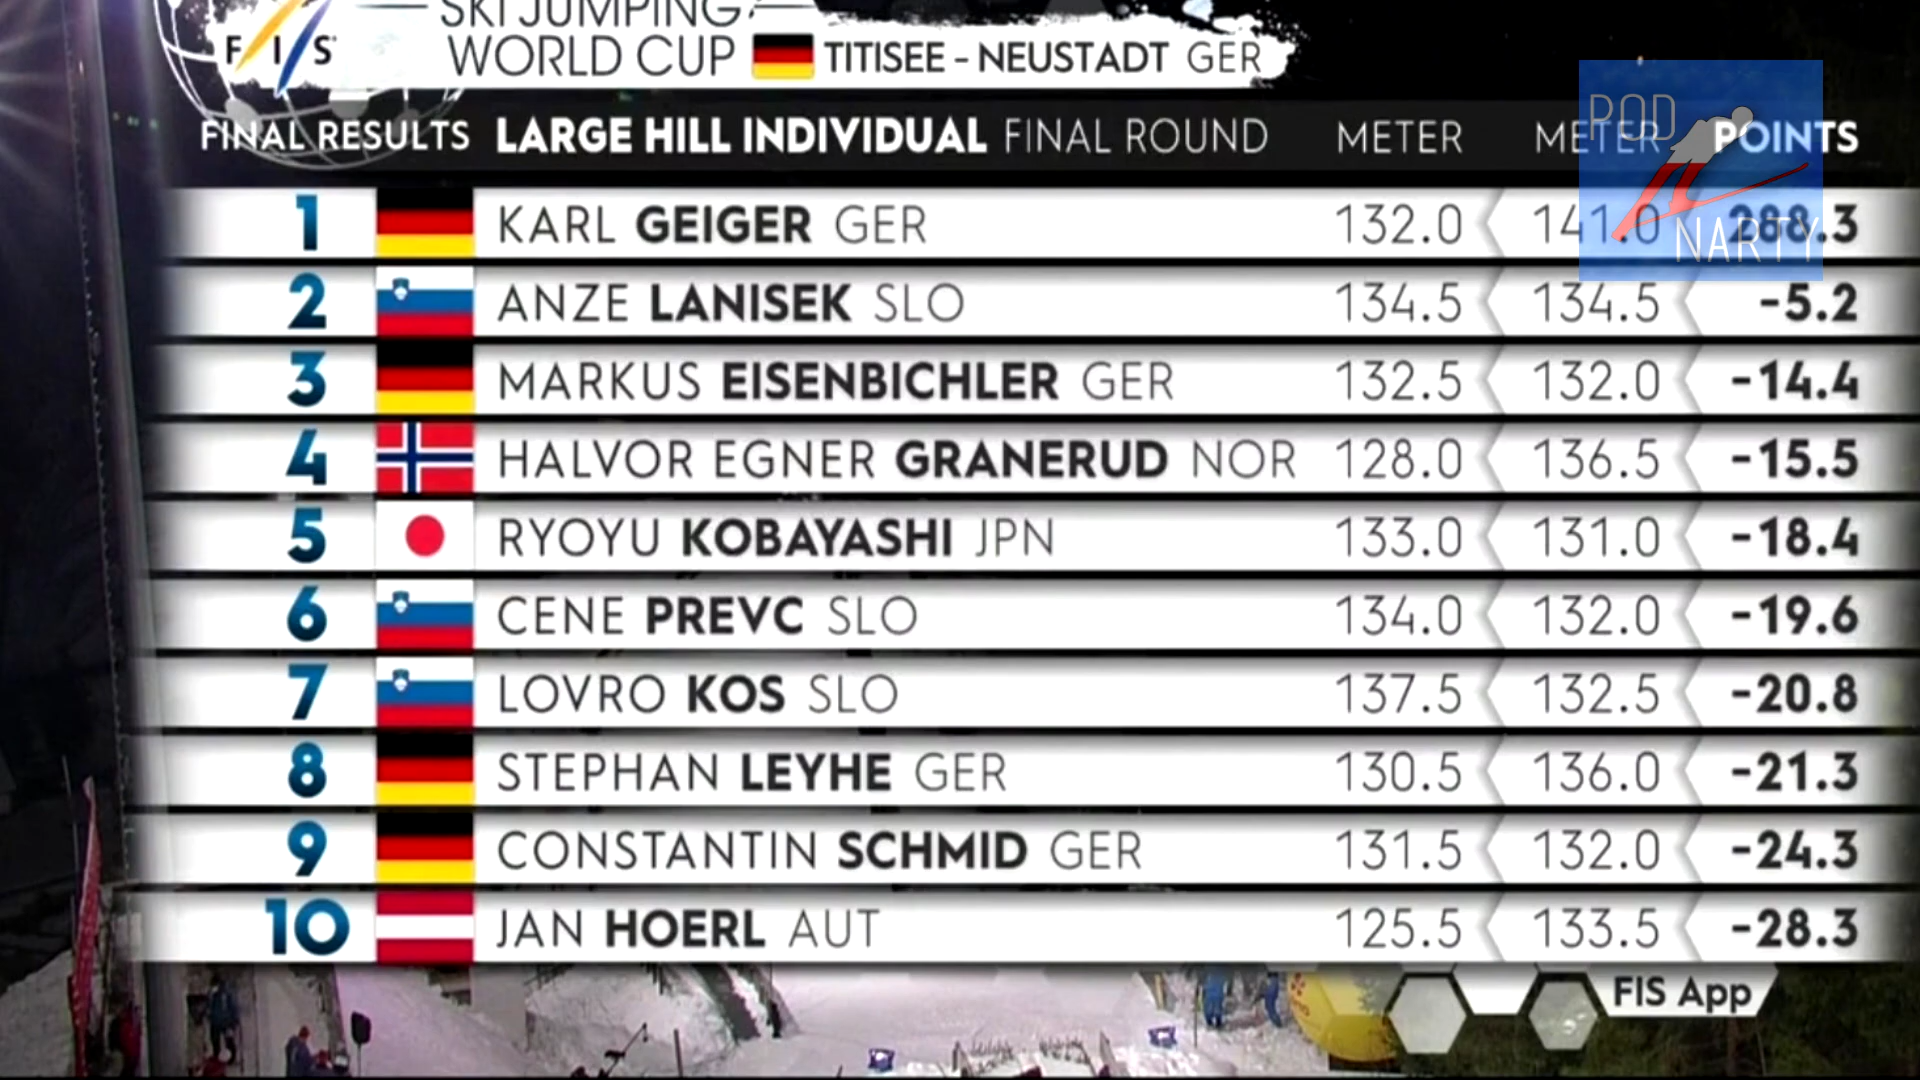 SKI JUMPING
FIS
WORLD CUP TITISEE - NEUSTADT GER
POD
FINAL RESULTS LARGE HILL INDIVIDUAL FINAL ROUND METER METER POINTS
1 KARL GEIGER GER 132.0 141.0 288.3
NARTY
2 ANZE LANISEK SLO 134.5 134.5 -5.2
3 MARKUS EISENBICHLER GER 132.5 132.0 -14.4
4 HALVOR EGNER GRANERUD NOR 128.0 136.5 -15.5
5 RYOYU KOBAYASHI JPN 133.0 131.0 -18.4
6 CENE PREVC SLO 134.0 132.0 -19.6
7 LOVRO KOS SLO 137.5 132.5 -20.8
8 STEPHAN LEYHE GER 130.5 136.0 -21.3
9 CONSTANTIN SCHMID GER 131.5 132.0 -24.3
10 JAN HOERL AUT 125.5 133.5 -28.3
FIS App